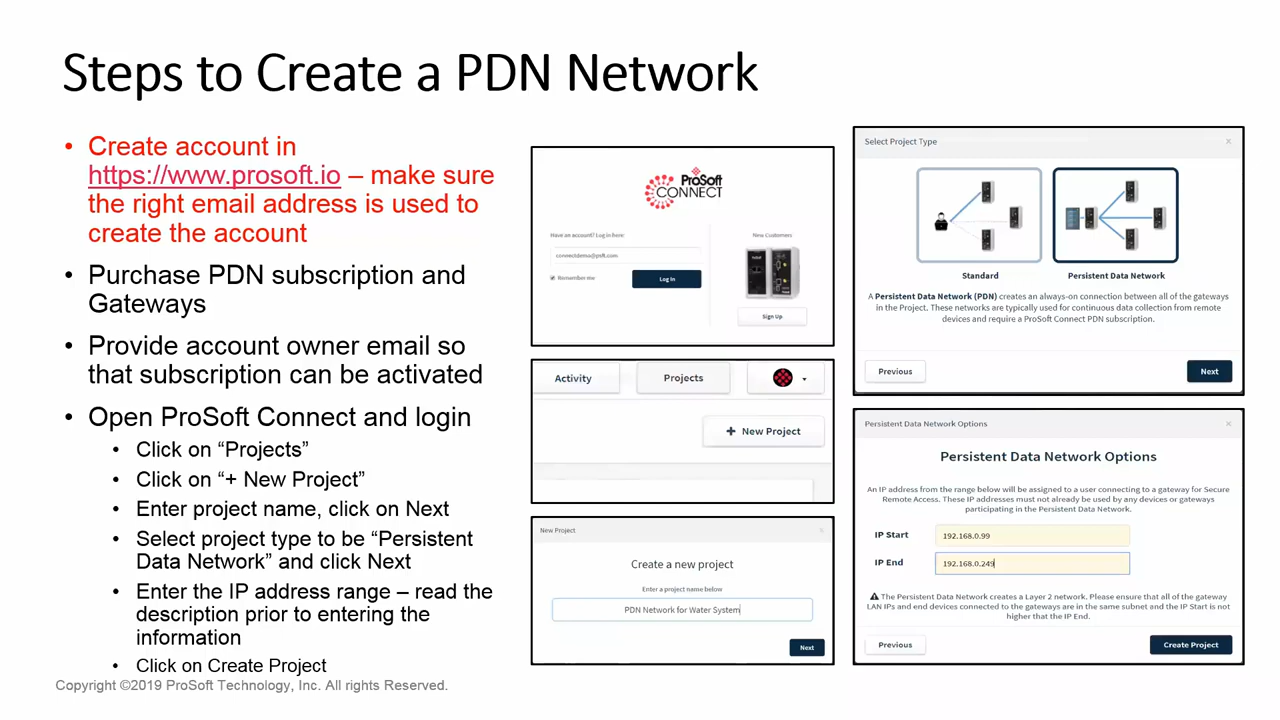 Steps to Create a PDN Network
• Create account in
https://www.prosoft.io – make sure
the right email address is used to
create the account
• Purchase PDN subscription and
Gateways
• Provide account owner email so
that subscription can be activated
• Open ProSoft Connect and login
• Click on “Projects”
• Click on “+ New Project”
• Enter project name, click on Next
• Select project type to be “Persistent
Data Network” and click Next
• Enter the IP address range – read the
description prior to entering the
information
• Click on Create Project
Copyright ©2019 ProSoft Technology, Inc. All rights Reserved.
ProSoft
CONNECT
Have an account? Log in here:
connectdemo@psft.com
Remember me
Log In
New Customers
Sign Up
Activity
Projects
+ New Project
New Project
Create a new project
Enter a project name below
PDN Network for Water System
Next
Select Project Type
Standard
Persistent Data Network
A Persistent Data Network (PDN) creates an always-on connection between all of the gateways
in the Project. These networks are typically used for continuous data collection from remote
devices and require a ProSoft Connect PDN subscription.
Previous
Next
Persistent Data Network Options
Persistent Data Network Options
An IP address from the range below will be assigned to a user connecting to a gateway for Secure
Remote Access. These IP addresses must not already be used by any devices or gateways
participating in the Persistent Data Network.
IP Start
192.168.0.99
IP End
192.168.0.249
The Persistent Data Network creates a Layer 2 network. Please ensure that all of the gateway
LAN IPs and end devices connected to the gateways are in the same subnet and the IP Start is not
higher that the IP End.
Previous
Create Project